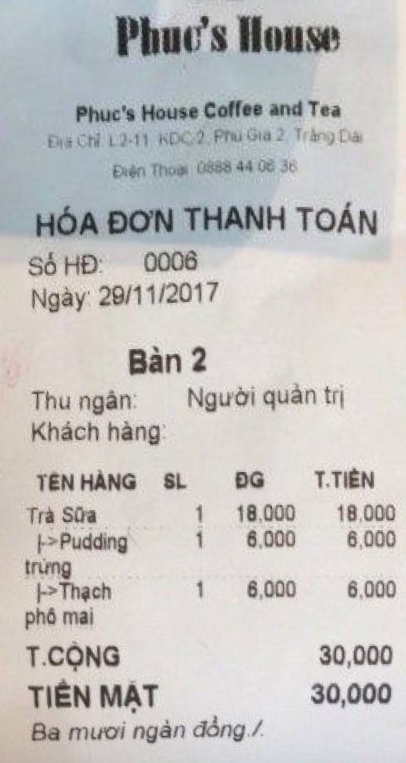 Phuc's House
Phuc's House Coffee and Tea
Địa Chỉ L2-11 KDC 2, Phú Gia 2, Trảng Dài
Điện Thoại 0888 44 06 36
HÓA ĐƠN THANH TOÁN
Số HĐ: 0006
Ngày: 29/11/2017
Bàn 2
Thu ngân: Người quản trị
Khách hàng:
TÊN HÀNG SL ĐG T.TIỀN
Trà Sữa 1 18,000 18,000
|->Pudding 1 6,000 6,000
trứng
|->Thạch 1 6,000 6,000
phô mai
T.CỘNG 30,000
TIỀN MẶT 30,000
Ba mươi ngàn đồng./.